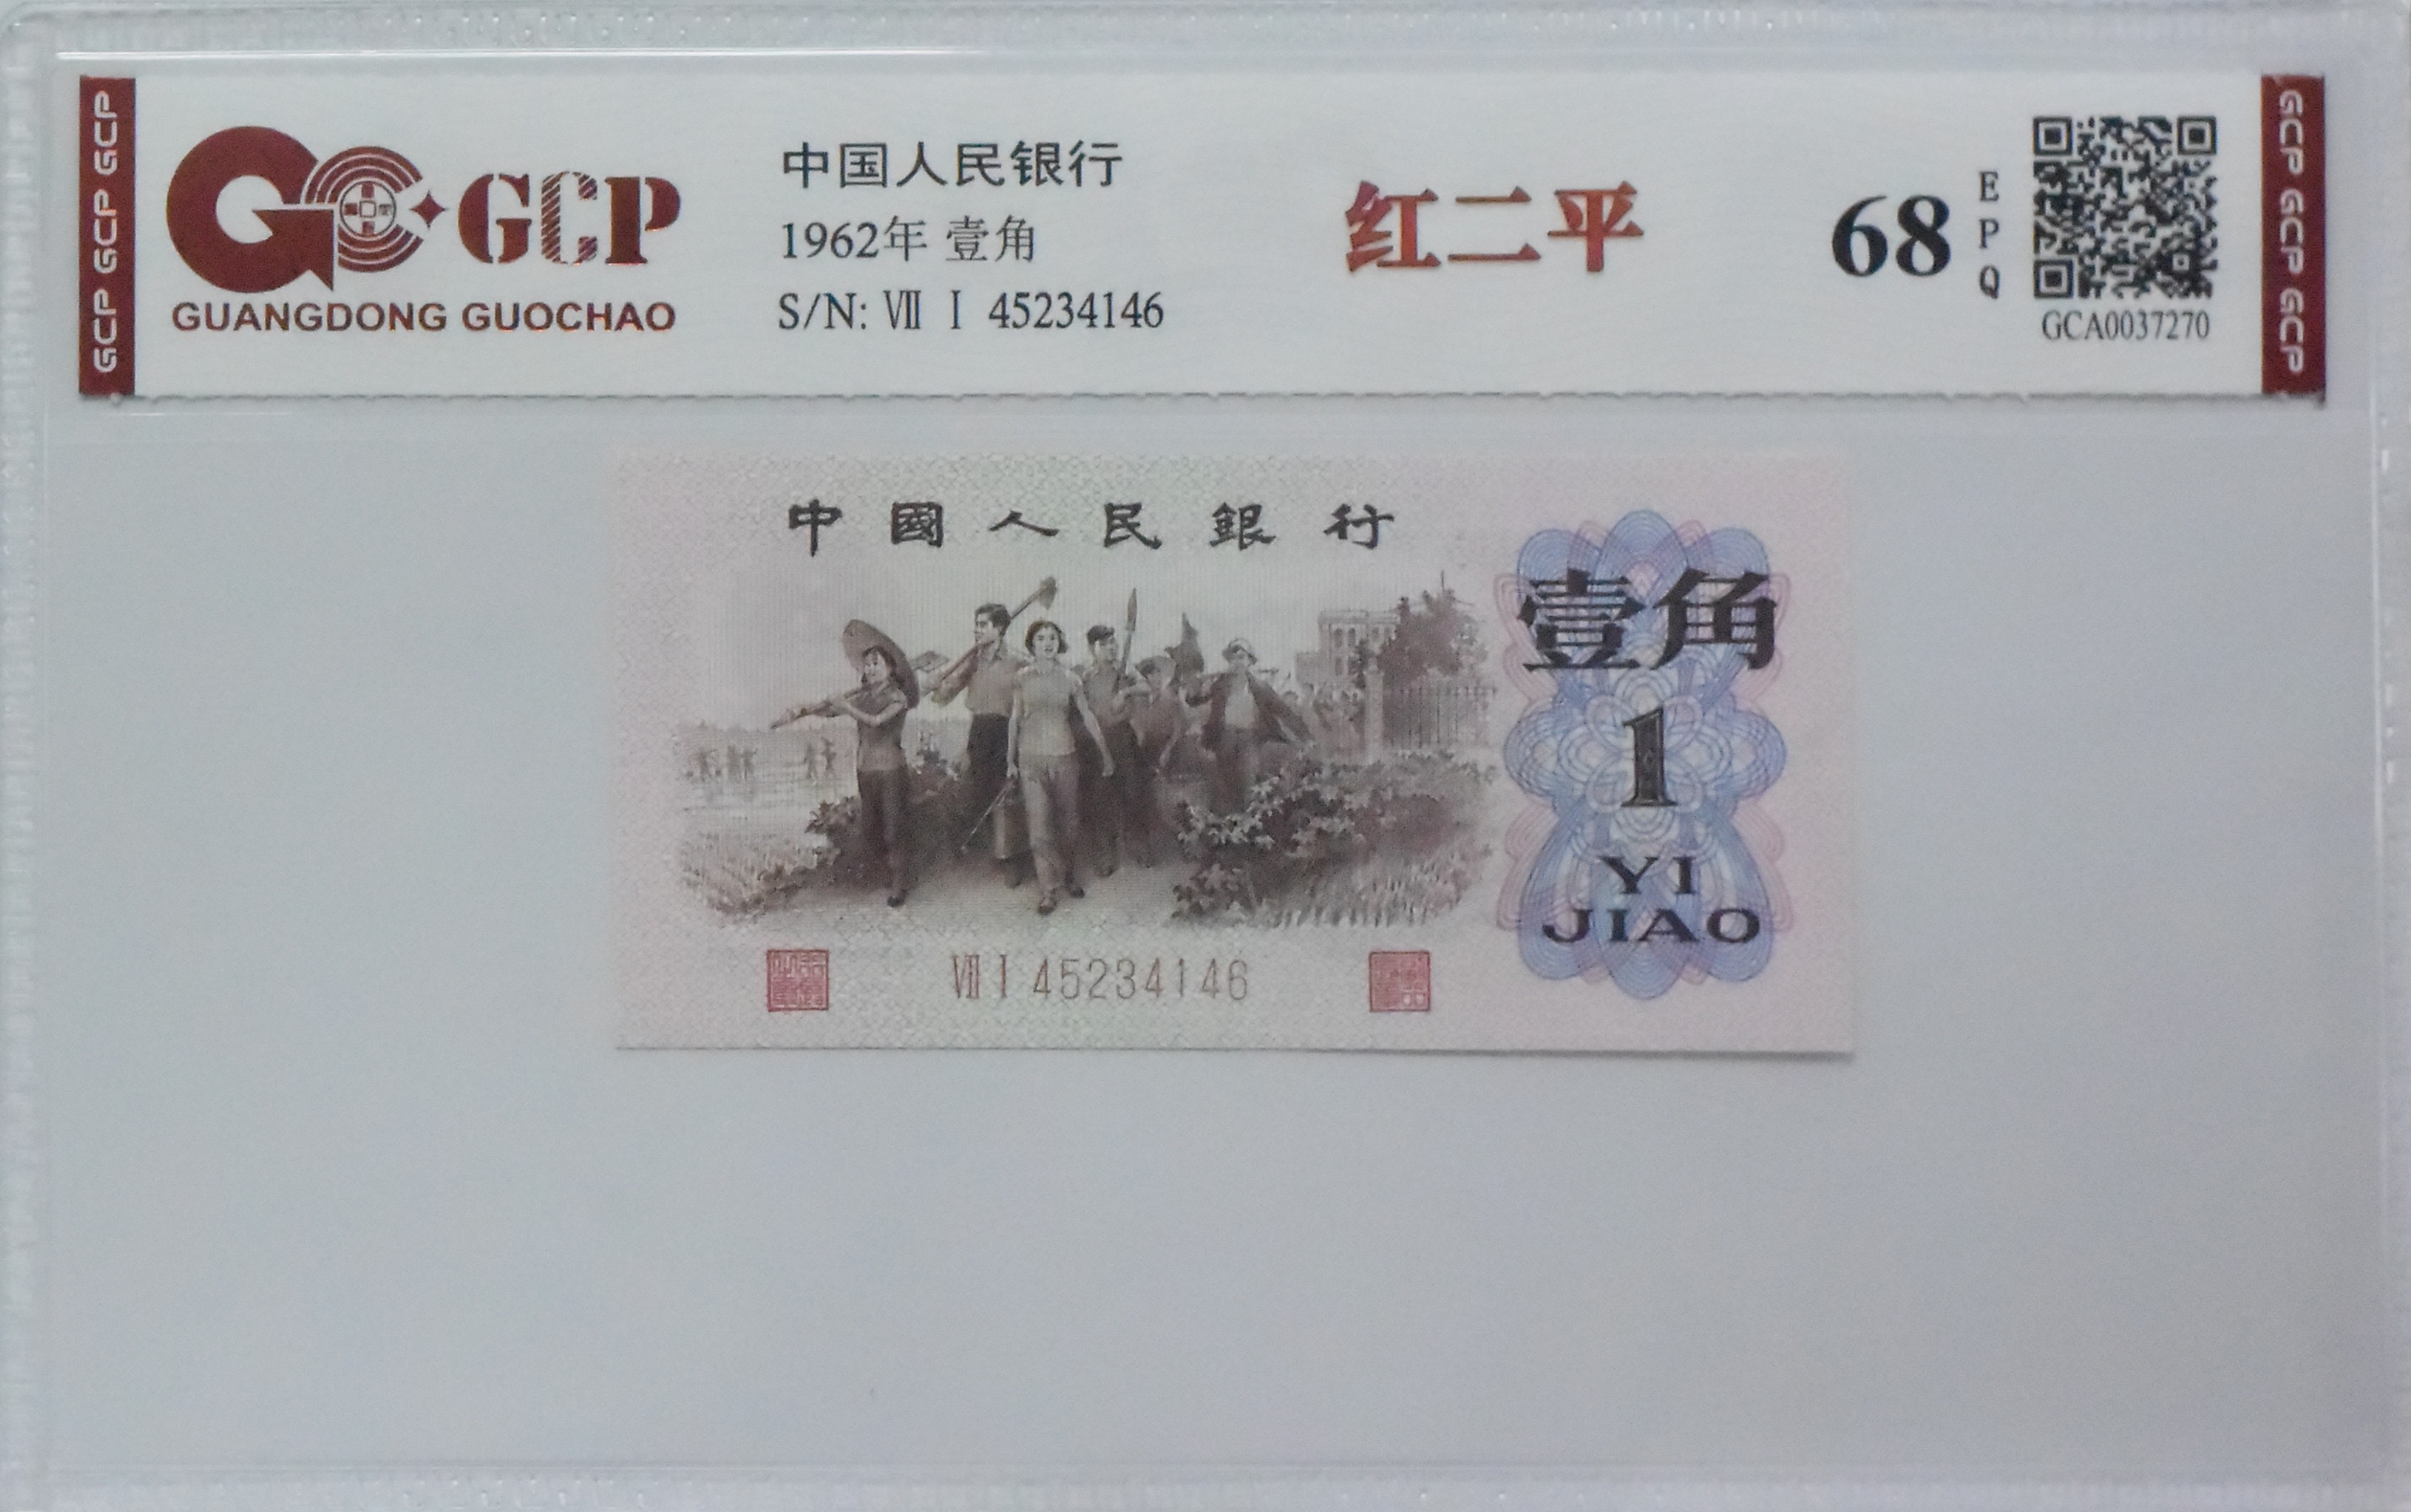 GCP GCP GCP
GCP
GUANGDONG GUOCHAO
中国人民银行
1962年 壹角
S/N: Ⅶ Ⅰ 45234146
红二平
68
EPQ
GCA0037270
GCP GCP GCP
中國人民銀行
壹角
1
YI
JIAO
Ⅶ Ⅰ 45234146